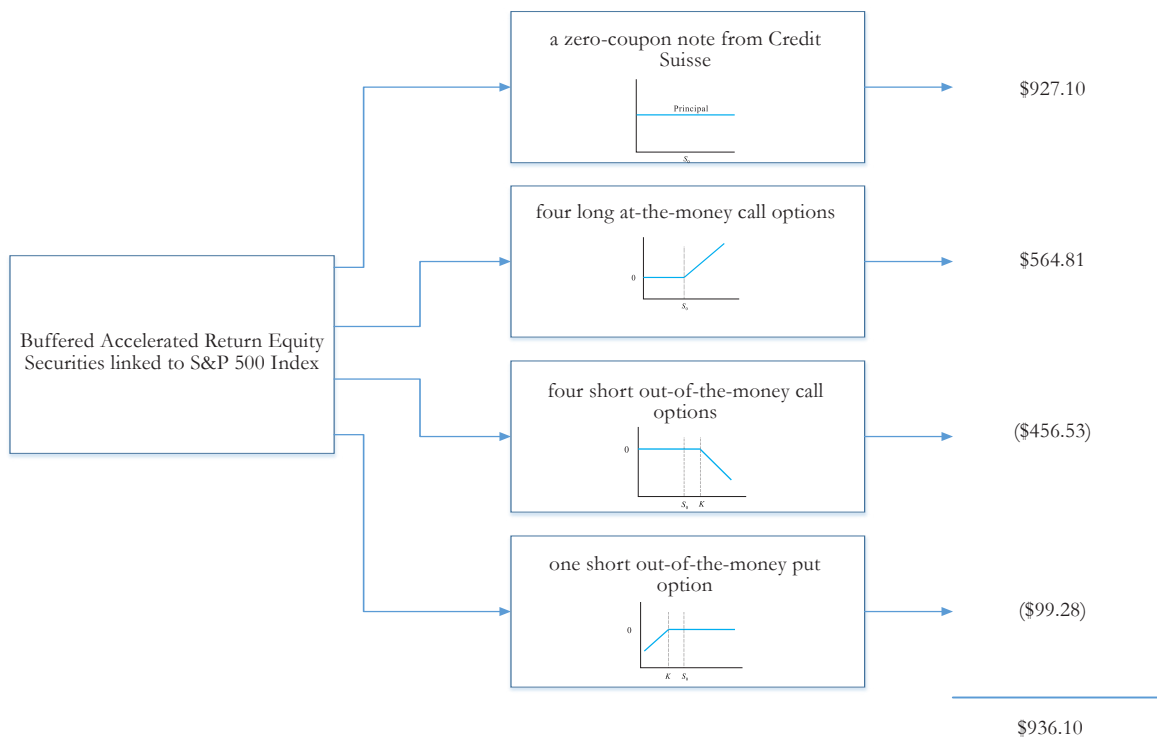 a zero-coupon note from Credit
Suisse
Principal
S₀
$927.10
four long at-the-money call options
0
S₀
$564.81
Buffered Accelerated Return Equity
Securities linked to S&P 500 Index
four short out-of-the-money call
options
0
S₀ K
($456.53)
one short out-of-the-money put
option
0
K S₀
($99.28)
$936.10